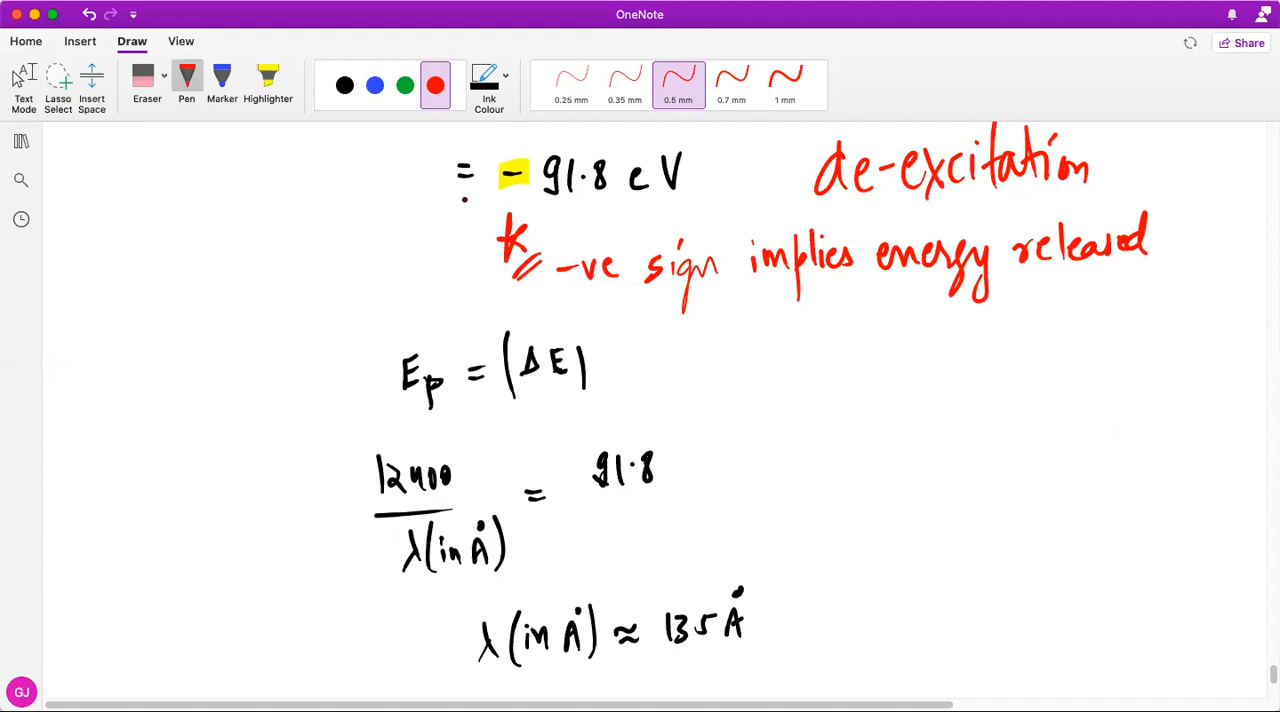 OneNote
Home Insert Draw View
Share
Text Mode
Lasso Select
Insert Space
Eraser
Pen
Marker
Highlighter
Ink Colour
0.25 mm
0.35 mm
0.5 mm
0.7 mm
1 mm
= - 91.8 eV
de-excitation
-ve sign implies energy released
Ep = |ΔE|
12400 / λ(in Å) = 91.8
λ(in Å) ≈ 135 Å
GJ